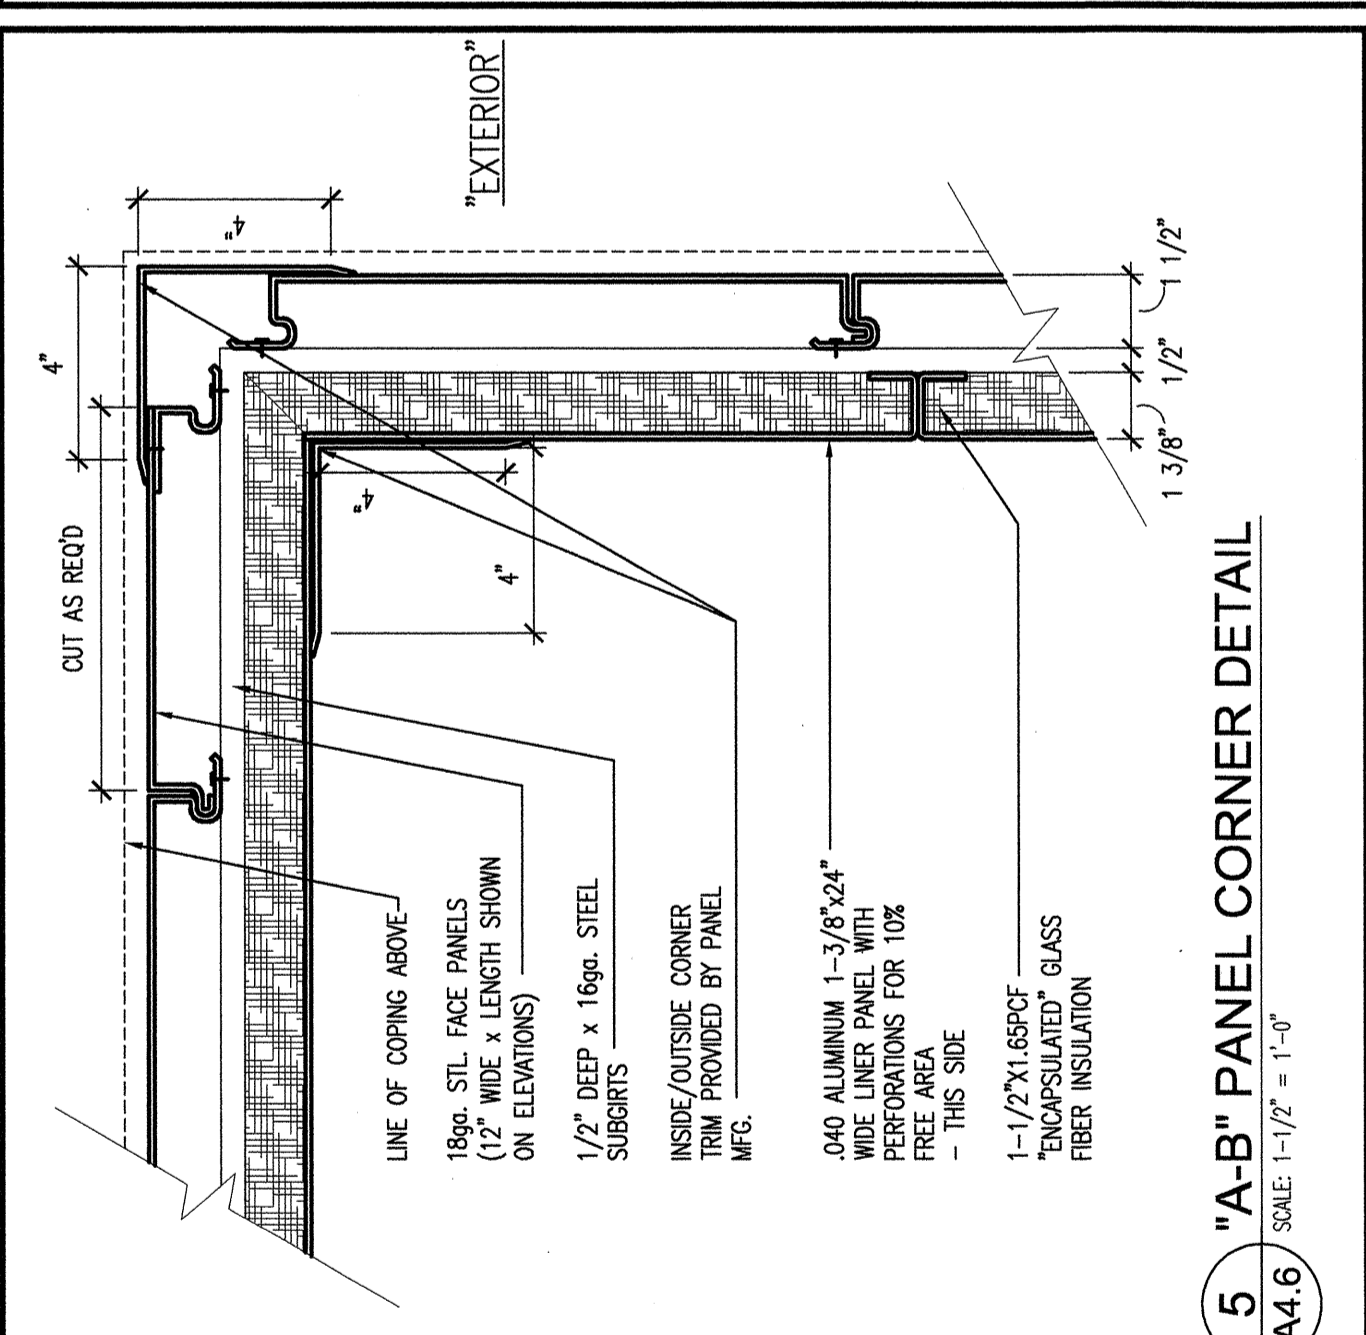 "EXTERIOR"
4"
4"
CUT AS REQ'D
4"
4"
1 3/8"
1/2"
1 1/2"
LINE OF COPING ABOVE
18ga. STL. FACE PANELS
(12" WIDE x LENGTH SHOWN
ON ELEVATIONS)
1/2" DEEP x 16ga. STEEL
SUBGIRTS
INSIDE/OUTSIDE CORNER
TRIM PROVIDED BY PANEL
MFG.
.040 ALUMINUM 1-3/8"x24"
WIDE LINER PANEL WITH
PERFORATIONS FOR 10%
FREE AREA
- THIS SIDE
1-1/2"X1.65PCF
"ENCAPSULATED" GLASS
FIBER INSULATION
5
A4.6
"A-B" PANEL CORNER DETAIL
SCALE: 1-1/2" = 1'-0"